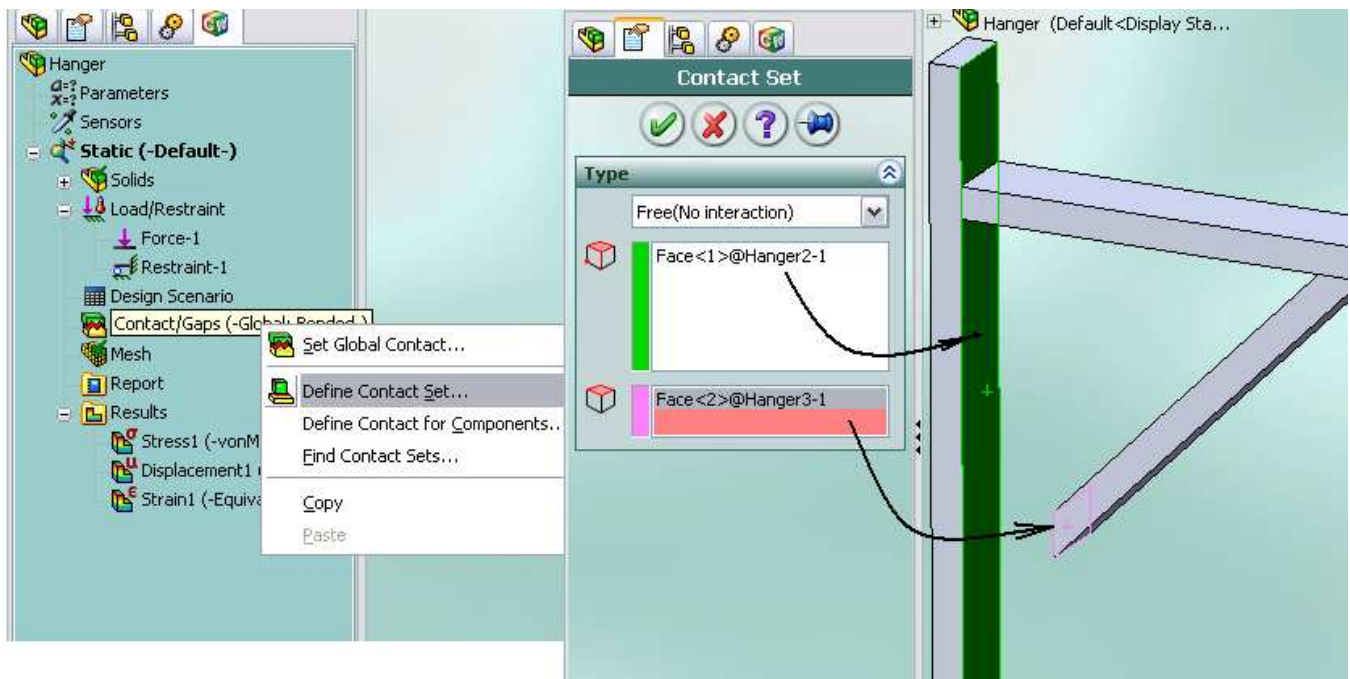 Hanger
Parameters
Sensors
Static (-Default-)
Solids
Load/Restraint
Force-1
Restraint-1
Design Scenario
Contact/Gaps (-Global: Bonded-)
Mesh
Report
Results
Stress1 (-vonM
Displacement1
Strain1 (-Equiva
Set Global Contact...
Define Contact Set...
Define Contact for Components..
Find Contact Sets...
Copy
Paste
Contact Set
Type
Free(No interaction)
Face<1>@Hanger2-1
Face<2>@Hanger3-1
Hanger (Default<Display Sta...